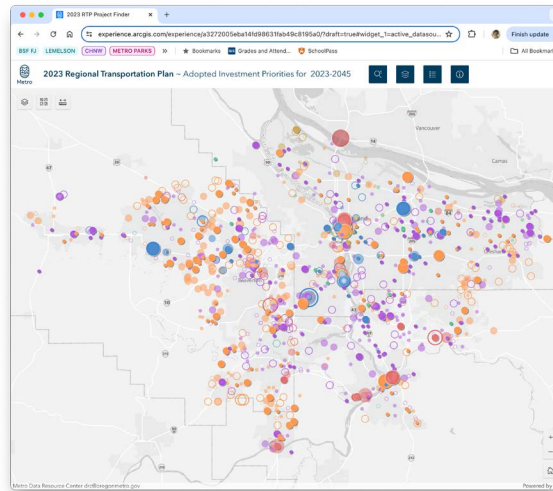 2023 RTP Project Finder
experience.arcgis.com/experience/a3272005eba14fd98631fab49c8195a0/?draft=true#widget_1=active_datasou...
Finish update
BSF FJ LEMELSON CHNW METRO PARKS » Bookmarks Grades and Attend... SchoolPass All Bookmar
Metro
2023 Regional Transportation Plan – Adopted Investment Priorities for 2023-2045
Vancouver
Camas
Metro Data Resource Center drc@oregonmetro.gov
Powered by